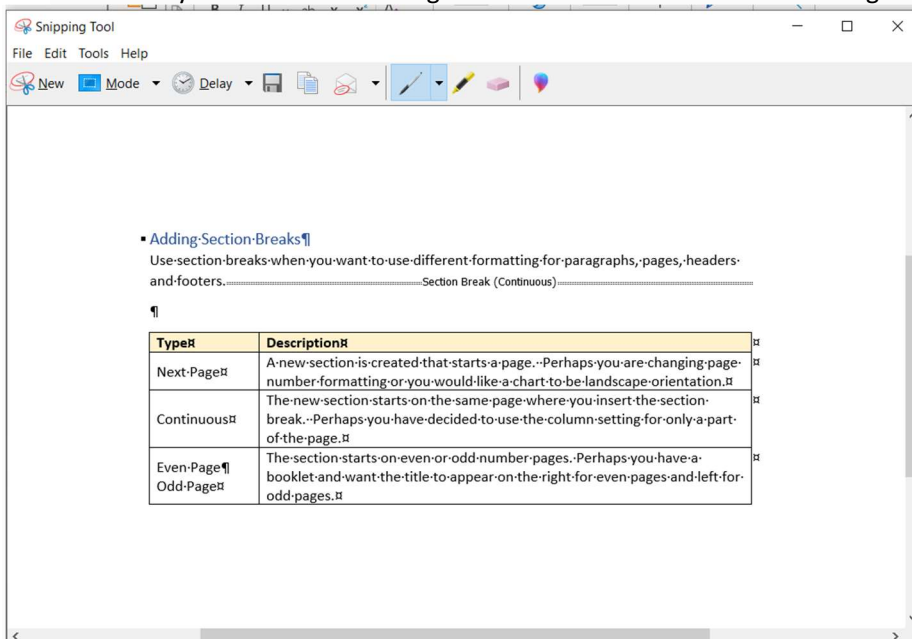 Snipping Tool
File Edit Tools Help
New Mode Delay
▪ Adding·Section·Breaks¶
Use·section·breaks·when·you·want·to·use·different·formatting·for·paragraphs,·pages,·headers·
and·footers. Section Break (Continuous)
¶
Type¤ Description¤ ¤
Next·Page¤ A·new·section·is·created·that·starts·a·page.··Perhaps·you·are·changing·page· ¤
number·formatting·or·you·would·like·a·chart·to·be·landscape·orientation.¤
Continuous¤ The·new·section·starts·on·the·same·page·where·you·insert·the·section· ¤
break.··Perhaps·you·have·decided·to·use·the·column·setting·for·only·a·part·
of·the·page.¤
Even·Page¶ The·section·starts·on·even·or·odd·number·pages.·Perhaps·you·have·a· ¤
Odd·Page¤ booklet·and·want·the·title·to·appear·on·the·right·for·even·pages·and·left·for·
odd·pages.¤